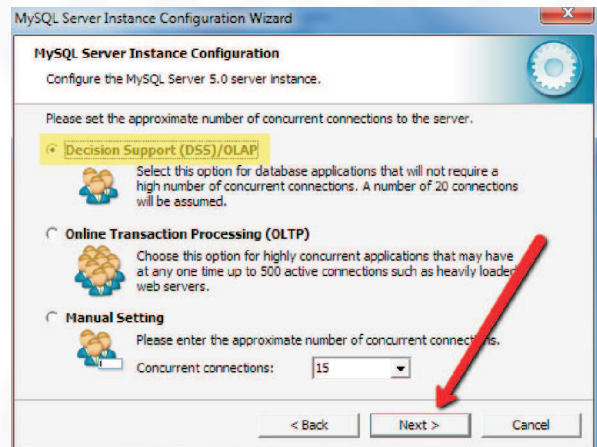 MySQL Server Instance Configuration Wizard
X
MySQL Server Instance Configuration
Configure the MySQL Server 5.0 server instance.
Please set the approximate number of concurrent connections to the server.
Decision Support (DSS)/OLAP
Select this option for database applications that will not require a
high number of concurrent connections. A number of 20 connections
will be assumed.
Online Transaction Processing (OLTP)
Choose this option for highly concurrent applications that may have
at any one time up to 500 active connections such as heavily loaded
web servers.
Manual Setting
Please enter the approximate number of concurrent connections.
Concurrent connections: 15
< Back Next > Cancel